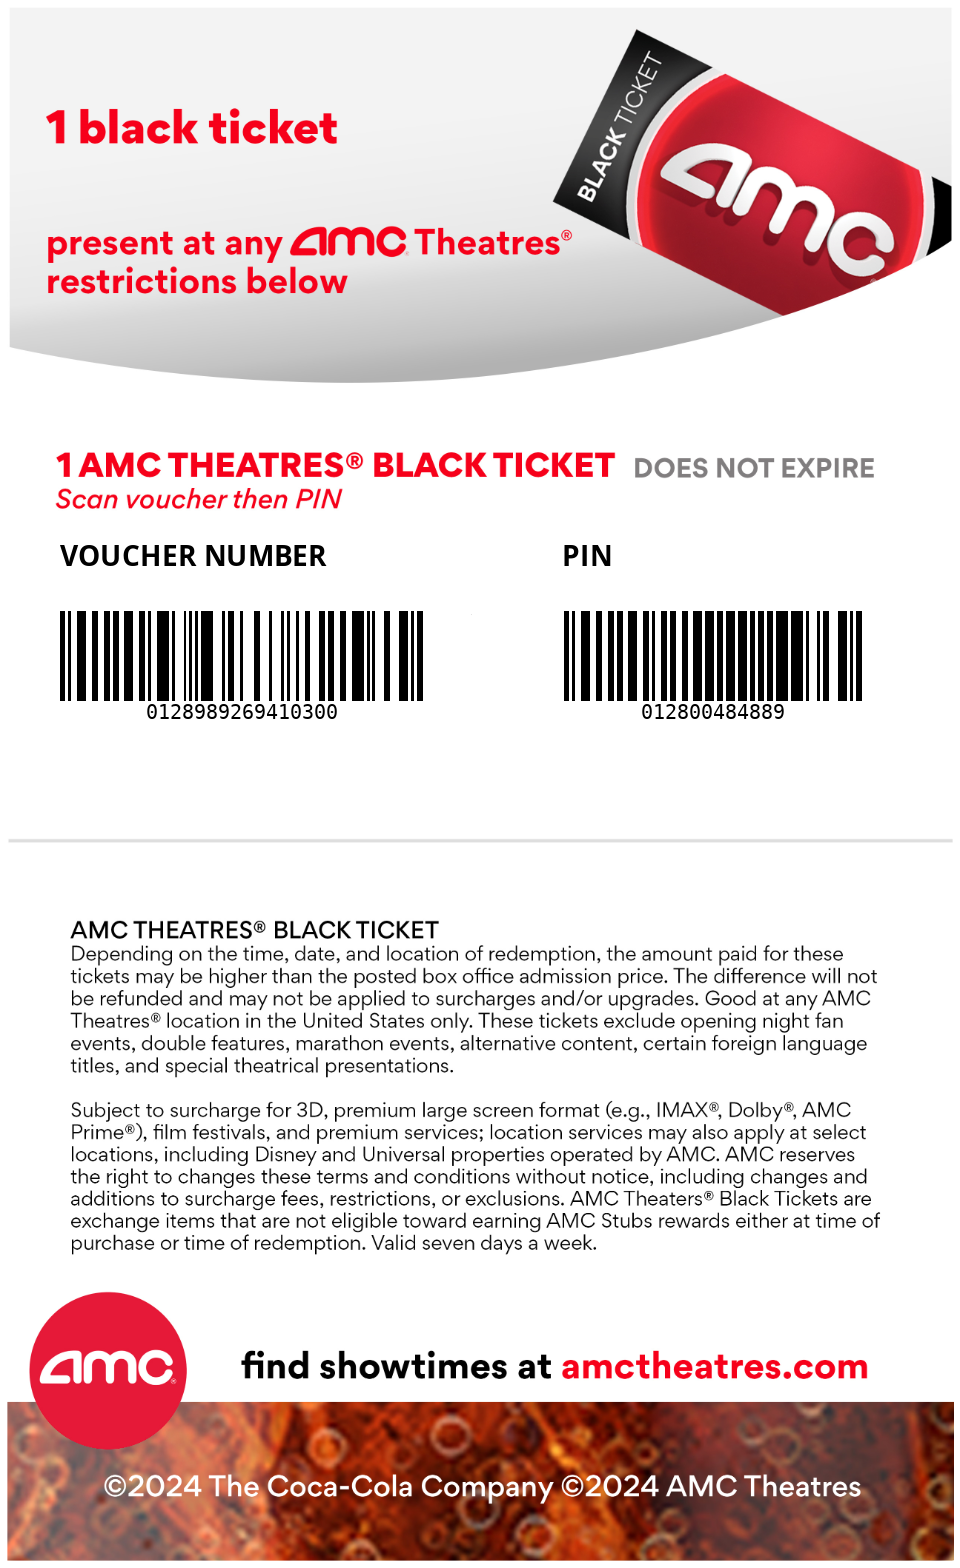 BLACK TICKET
amc
1 black ticket
present at any amc Theatres®
restrictions below
1 AMC THEATRES® BLACK TICKET DOES NOT EXPIRE
Scan voucher then PIN
VOUCHER NUMBER PIN
0128989269410300 012800484889
AMC THEATRES® BLACK TICKET
Depending on the time, date, and location of redemption, the amount paid for these
tickets may be higher than the posted box office admission price. The difference will not
be refunded and may not be applied to surcharges and/or upgrades. Good at any AMC
Theatres® location in the United States only. These tickets exclude opening night fan
events, double features, marathon events, alternative content, certain foreign language
titles, and special theatrical presentations.
Subject to surcharge for 3D, premium large screen format (e.g., IMAX®, Dolby®, AMC
Prime®), film festivals, and premium services; location services may also apply at select
locations, including Disney and Universal properties operated by AMC. AMC reserves
the right to changes these terms and conditions without notice, including changes and
additions to surcharge fees, restrictions, or exclusions. AMC Theaters® Black Tickets are
exchange items that are not eligible toward earning AMC Stubs rewards either at time of
purchase or time of redemption. Valid seven days a week.
amc®
find showtimes at amctheatres.com
©2024 The Coca-Cola Company ©2024 AMC Theatres